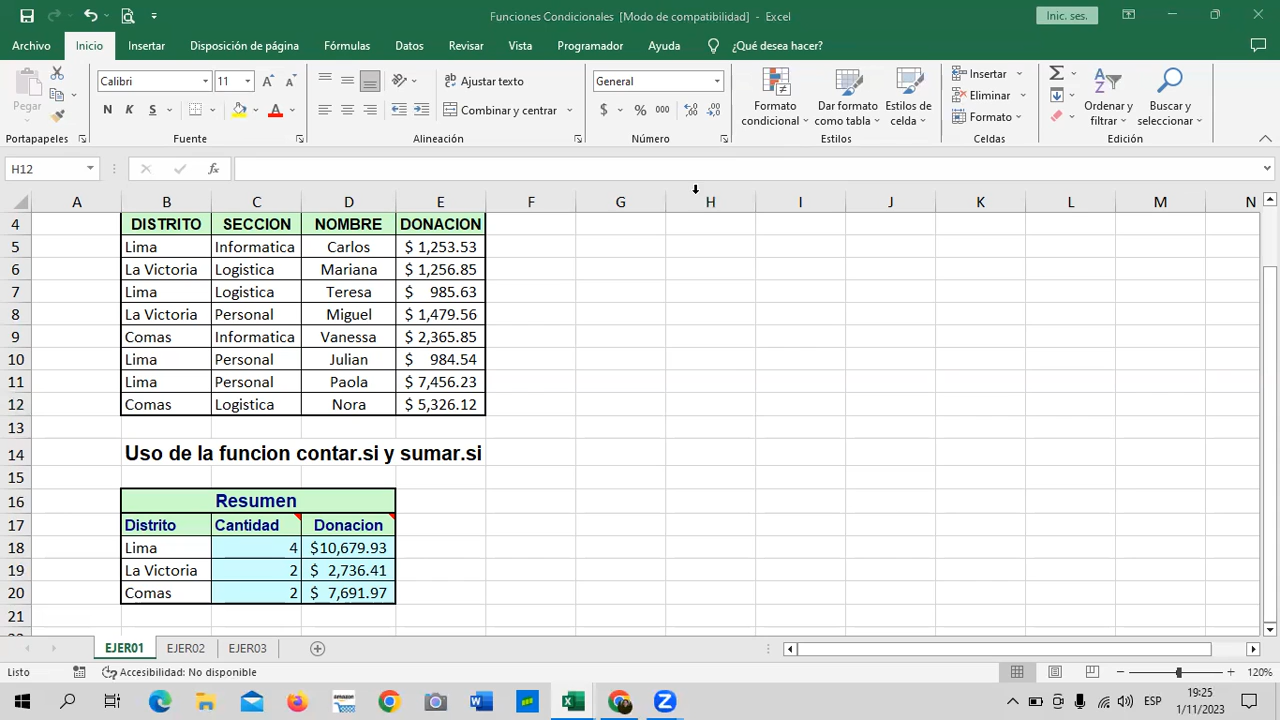 Funciones Condicionales [Modo de compatibilidad] - Excel
Inic. ses.
Archivo Inicio Insertar Disposición de página Fórmulas Datos Revisar Vista Programador Ayuda ¿Qué desea hacer?
Pegar
Calibri 11
N K S
Ajustar texto
Combinar y centrar
General
$ % 000
Formato condicional
Dar formato como tabla
Estilos de celda
Insertar
Eliminar
Formato
Ordenar y filtrar
Buscar y seleccionar
Portapapeles Fuente Alineación Número Estilos Celdas Edición
H12
fx
A B C D E F G H I J K L M N
4 DISTRITO SECCION NOMBRE DONACION
5 Lima Informatica Carlos $ 1,253.53
6 La Victoria Logistica Mariana $ 1,256.85
7 Lima Logistica Teresa $ 985.63
8 La Victoria Personal Miguel $ 1,479.56
9 Comas Informatica Vanessa $ 2,365.85
10 Lima Personal Julian $ 984.54
11 Lima Personal Paola $ 7,456.23
12 Comas Logistica Nora $ 5,326.12
13
14 Uso de la funcion contar.si y sumar.si
15
16 Resumen
17 Distrito Cantidad Donacion
18 Lima 4 $10,679.93
19 La Victoria 2 $ 2,736.41
20 Comas 2 $ 7,691.97
21
EJER01 EJER02 EJER03
Listo Accesibilidad: No disponible 120%
ESP
19:25
1/11/2023